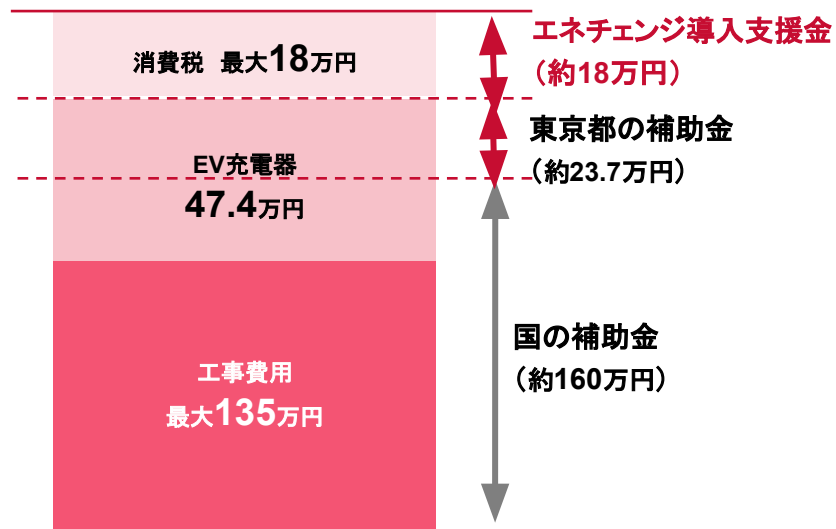 消費税 最大18万円
エネチェンジ導入支援金
（約18万円）
EV充電器
47.4万円
東京都の補助金
（約23.7万円）
工事費用
最大135万円
国の補助金
（約160万円）